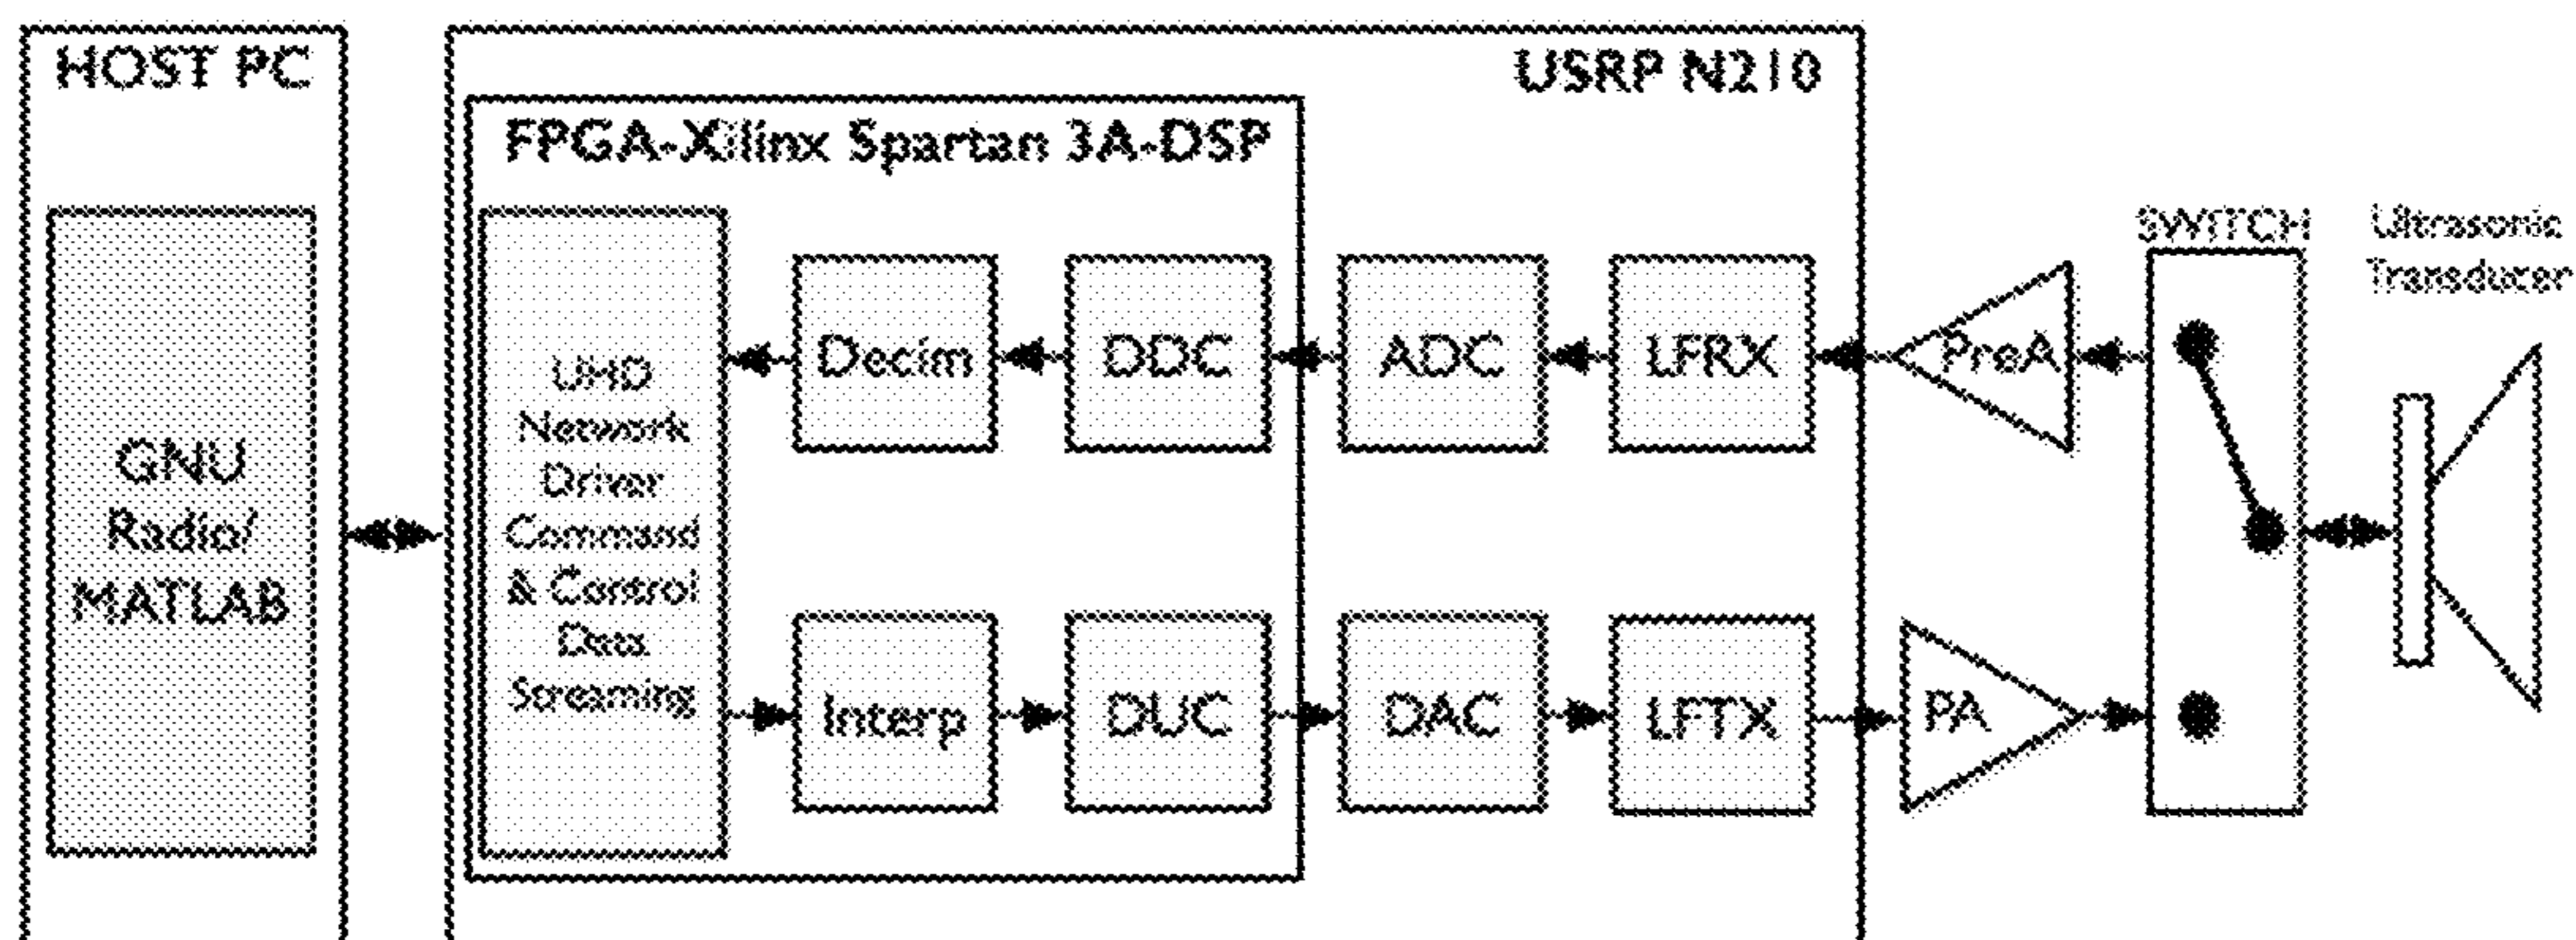 HOST PC
GNU
Radio/
MATLAB
USRP N210
FPGA-Xilinx Spartan 3A-DSP
UHD
Network
Driver
Command
& Control
Data
Streaming
Decim
DDC
ADC
LFRX
PreA
Interp
DUC
DAC
LFTX
PA
SWITCH
Ultrasonic
Transducer